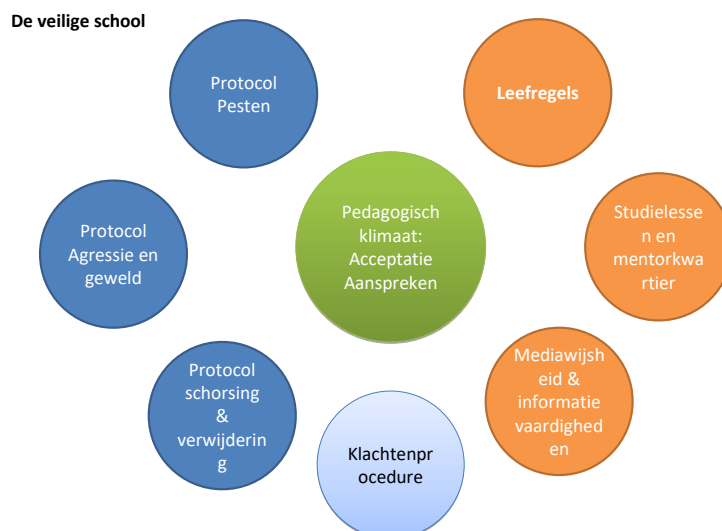 De veilige school
Protocol
Pesten
Leefregels
Pedagogisch
klimaat:
Acceptatie
Aanspreken
Protocol
Agressie en
geweld
Studielesse
n en
mentorkwa
rtier
Protocol
schorsing
&
verwijderin
g
Mediawijsh
eid &
informatie
vaardighed
en
Klachtenpr
ocedure